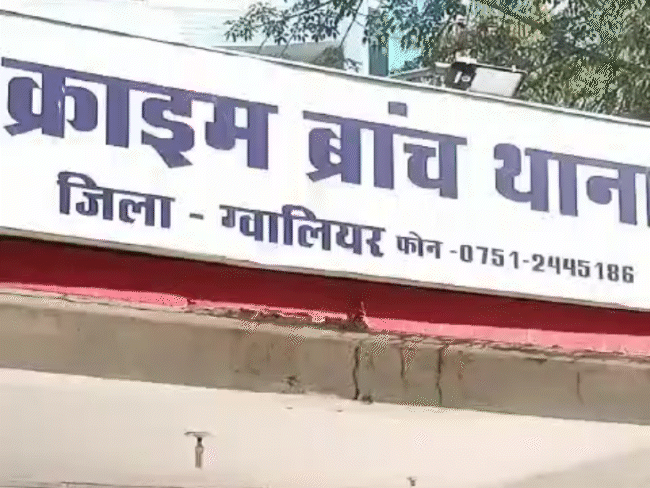 क्राइम ब्रांच थाना
जिला - ग्वालियर फोन -0751-2445186